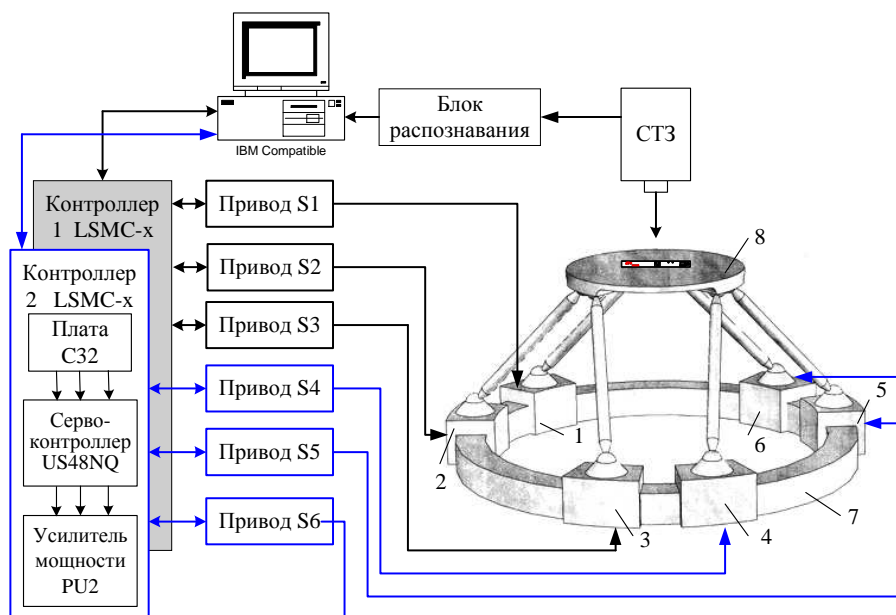 IBM Compatible
Блок
распознавания
СТЗ
Контроллер
1 LSMC-x
Контроллер
2 LSMC-x
Плата
С32
Серво-
контроллер
US48NQ
Усилитель
мощности
PU2
Привод S1
Привод S2
Привод S3
Привод S4
Привод S5
Привод S6
8
1
2
3
4
5
6
7